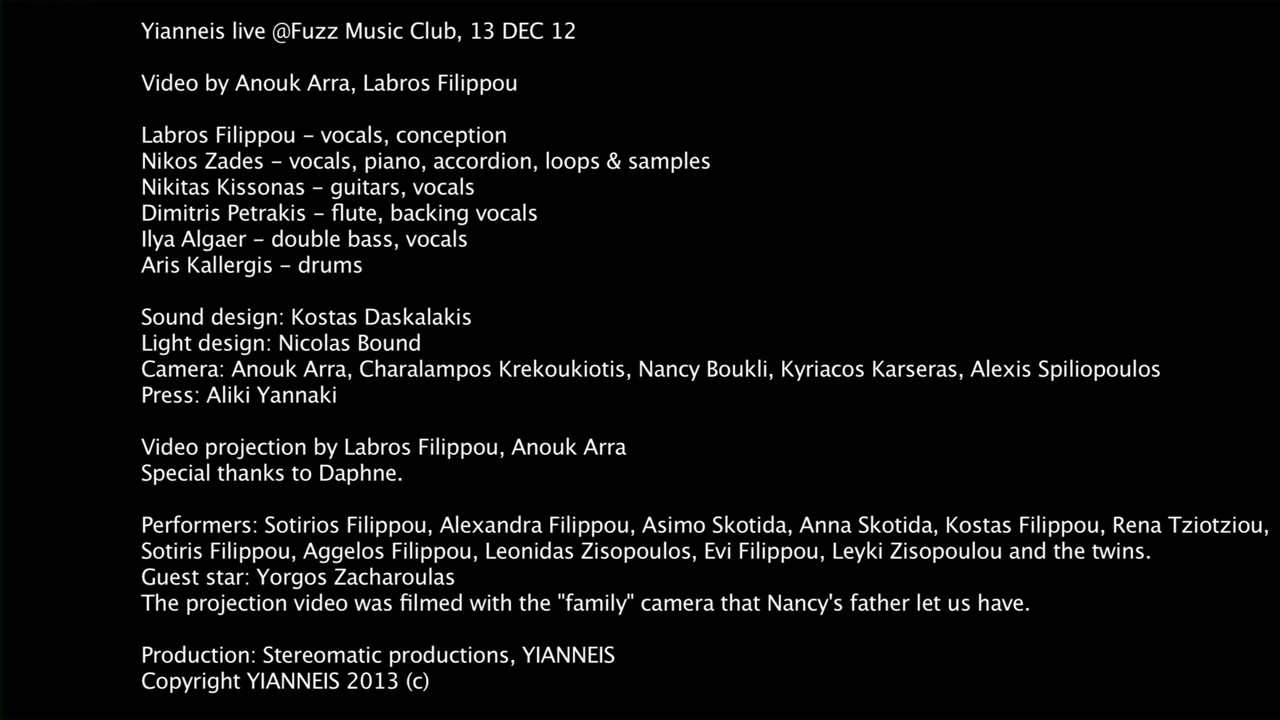 Yianneis live @Fuzz Music Club, 13 DEC 12
Video by Anouk Arra, Labros Filippou
Labros Filippou – vocals, conception
Nikos Zades – vocals, piano, accordion, loops & samples
Nikitas Kissonas – guitars, vocals
Dimitris Petrakis – flute, backing vocals
Ilya Algaer – double bass, vocals
Aris Kallergis – drums
Sound design: Kostas Daskalakis
Light design: Nicolas Bound
Camera: Anouk Arra, Charalampos Krekoukiotis, Nancy Boukli, Kyriacos Karseras, Alexis Spiliopoulos
Press: Aliki Yannaki
Video projection by Labros Filippou, Anouk Arra
Special thanks to Daphne.
Performers: Sotirios Filippou, Alexandra Filippou, Asimo Skotida, Anna Skotida, Kostas Filippou, Rena Tziotziou,
Sotiris Filippou, Aggelos Filippou, Leonidas Zisopoulos, Evi Filippou, Leyki Zisopoulou and the twins.
Guest star: Yorgos Zacharoulas
The projection video was filmed with the "family" camera that Nancy's father let us have.
Production: Stereomatic productions, YIANNEIS
Copyright YIANNEIS 2013 (c)